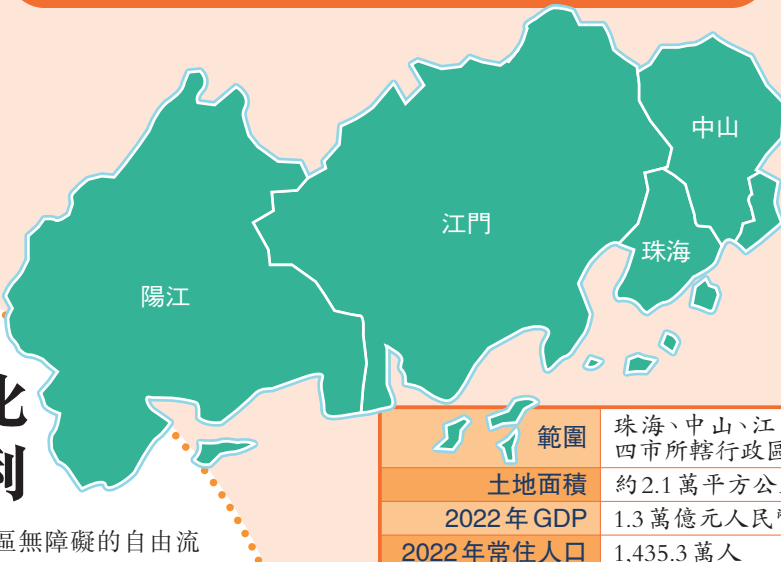 中山
江門
珠海
陽江
化
利
區無障礙的自由流
範圍 珠海、中山、江
四市所轄行政區
土地面積 約2.1萬平方公
2022年GDP 1.3萬億元人民
2022年常住人口 1,435.3萬人